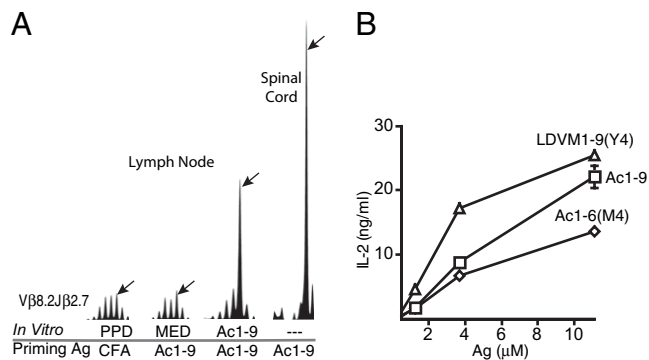 A
Spinal
Cord
Lymph Node
Vβ8.2Jβ2.7
In Vitro PPD MED Ac1-9 ---
Priming Ag CFA Ac1-9 Ac1-9 Ac1-9
B
30
20
10
IL-2 (ng/ml)
LDVM1-9(Y4)
Ac1-9
Ac1-6(M4)
2 4 6 8 10
Ag (μM)